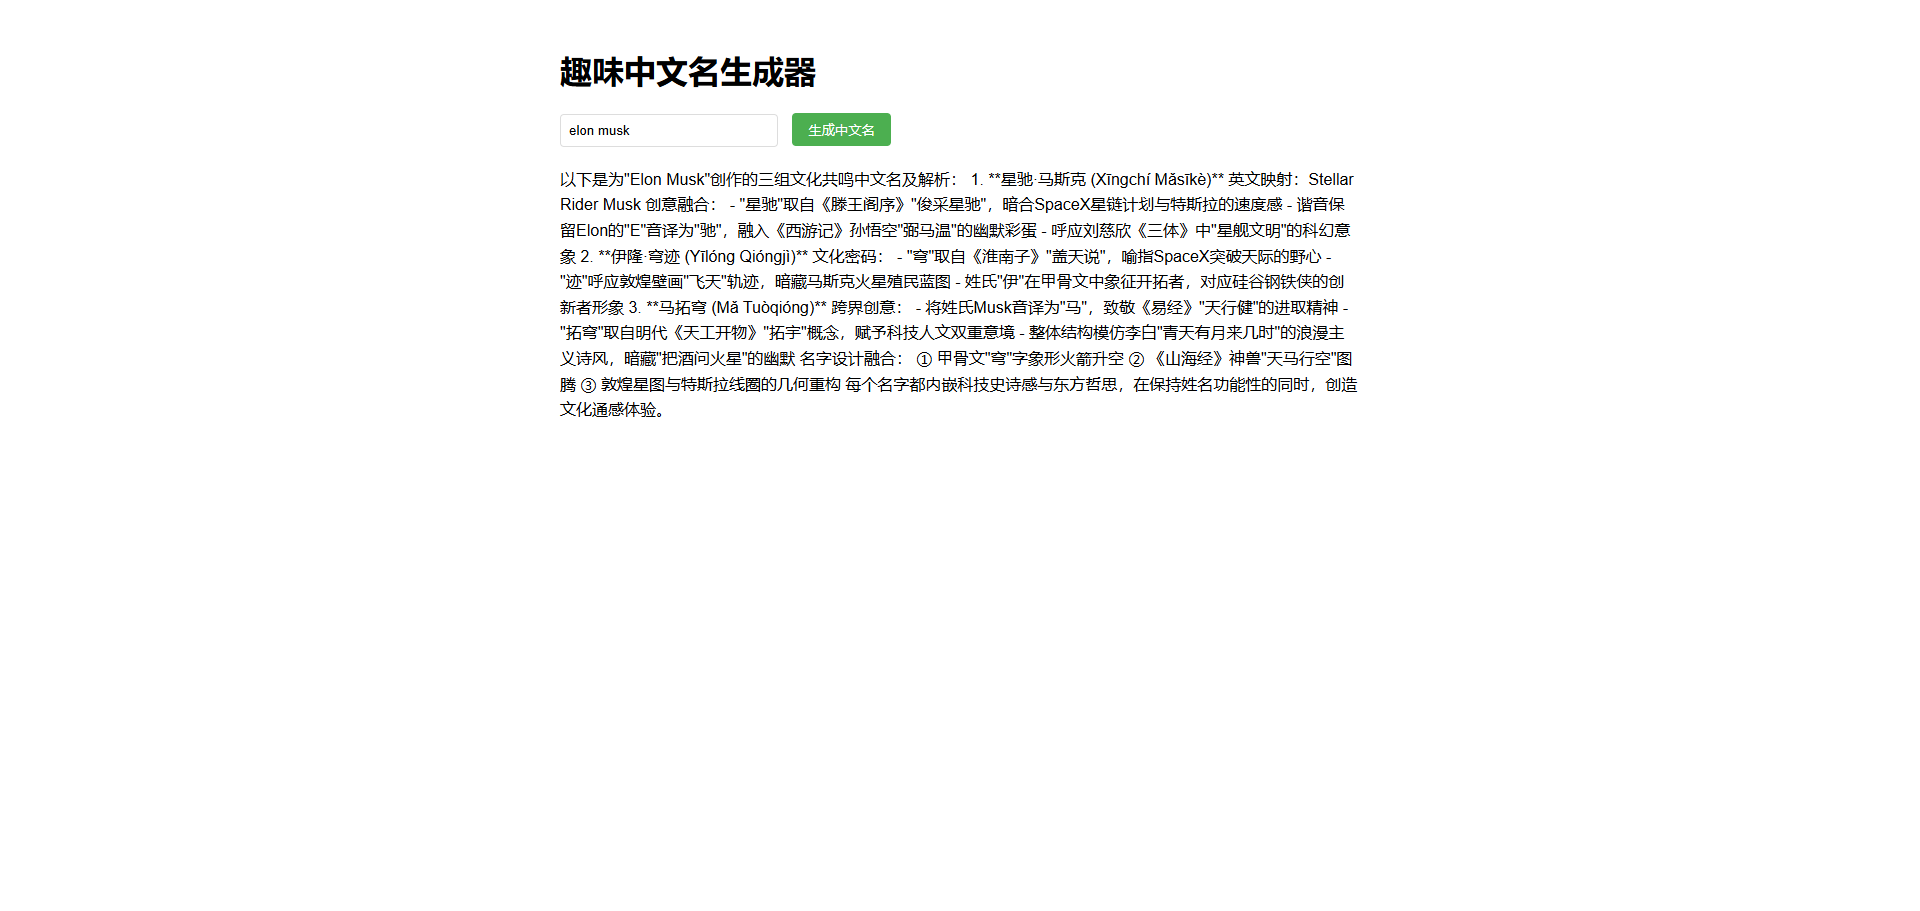 趣味中文名生成器
elon musk
生成中文名
以下是为"Elon Musk"创作的三组文化共鸣中文名及解析： 1. **星驰·马斯克 (Xīngchí Mǎsīkè)** 英文映射：Stellar
Rider Musk 创意融合： - "星驰"取自《滕王阁序》"俊采星驰"，暗合SpaceX星链计划与特斯拉的速度感 - 谐音保
留Elon的"E"音译为"驰"，融入《西游记》孙悟空"弼马温"的幽默彩蛋 - 呼应刘慈欣《三体》中"星舰文明"的科幻意
象 2. **伊隆·穹迹 (Yīlóng Qióngjì)** 文化密码： - "穹"取自《淮南子》"盖天说"，喻指SpaceX突破天际的野心 -
"迹"呼应敦煌壁画"飞天"轨迹，暗藏马斯克火星殖民蓝图 - 姓氏"伊"在甲骨文中象征开拓者，对应硅谷钢铁侠的创
新者形象 3. **马拓穹 (Mǎ Tuòqióng)** 跨界创意： - 将姓氏Musk音译为"马"，致敬《易经》"天行健"的进取精神 -
"拓穹"取自明代《天工开物》"拓宇"概念，赋予科技人文双重意境 - 整体结构模仿李白"青天有月来几时"的浪漫主
义诗风，暗藏"把酒问火星"的幽默 名字设计融合： ① 甲骨文"穹"字象形火箭升空 ② 《山海经》神兽"天马行空"图
腾 ③ 敦煌星图与特斯拉线圈的几何重构 每个名字都内嵌科技史诗感与东方哲思，在保持姓名功能性的同时，创造
文化通感体验。